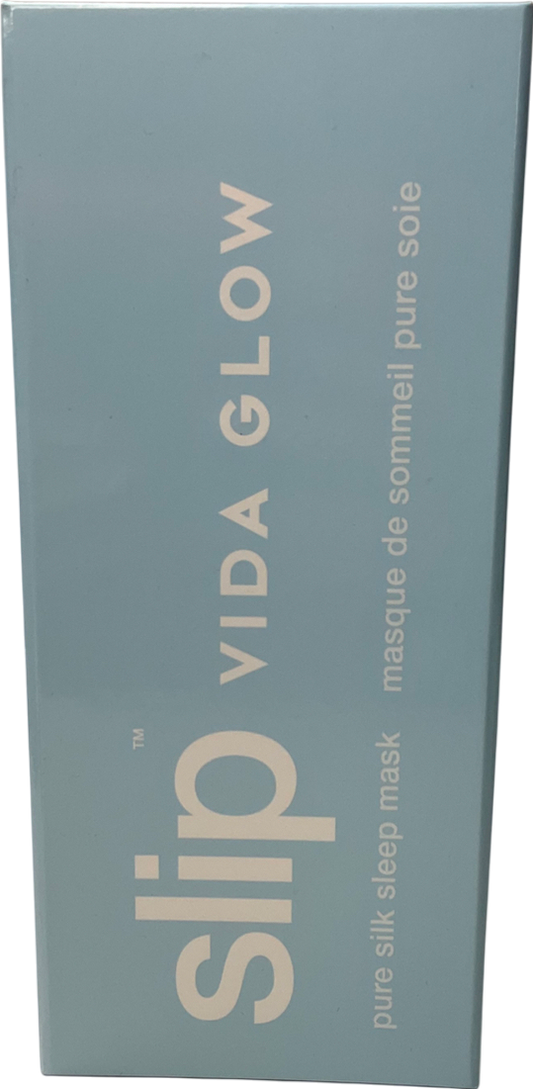 slip™ VIDA GLOW
pure silk sleep mask masque de sommeil pure soie